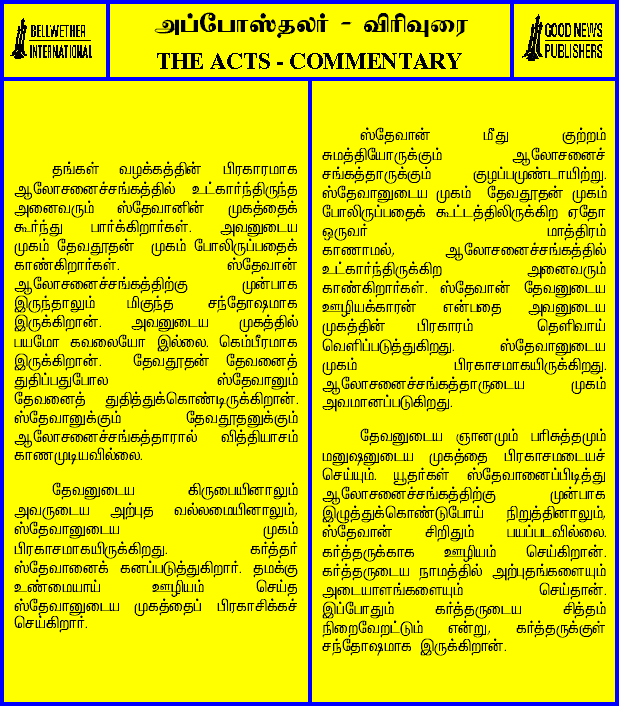 BELLWETHER
INTERNATIONAL
அப்போஸ்தலர் - விரிவுரை
THE ACTS - COMMENTARY
GOOD NEWS
PUBLISHERS
தங்கள் வழக்கத்தின் பிரகாரமாக
ஆலோசனைச்சங்கத்தில் உட்கார்ந்திருந்த
அனைவரும் ஸ்தேவானின் முகத்தைக்
கூர்ந்து பார்க்கிறார்கள். அவனுடைய
முகம் தேவதூதன் முகம் போலிருப்பதைக்
காண்கிறார்கள். ஸ்தேவான்
ஆலோசனைச்சங்கத்திற்கு முன்பாக
இருந்தாலும் மிகுந்த சந்தோஷமாக
இருக்கிறான். அவனுடைய முகத்தில்
பயமோ கவலையோ இல்லை. கெம்பீரமாக
இருக்கிறான். தேவதூதன் தேவனைத்
துதிப்பதுபோல ஸ்தேவானும்
தேவனைத் துதித்துக்கொண்டிருக்கிறான்.
ஸ்தேவானுக்கும் தேவதூதனுக்கும்
ஆலோசனைச்சங்கத்தாரால் வித்தியாசம்
காணமுடியவில்லை.
தேவனுடைய கிருபையினாலும்
அவருடைய அற்புத வல்லமையினாலும்,
ஸ்தேவானுடைய முகம்
பிரகாசமாகயிருக்கிறது. கர்த்தர்
ஸ்தேவானைக் கனப்படுத்துகிறார். தமக்கு
உண்மையாய் ஊழியம் செய்த
ஸ்தேவானுடைய முகத்தைப் பிரகாசிக்கச்
செய்கிறார்.
ஸ்தேவான் மீது குற்றம்
சுமத்தியோருக்கும் ஆலோசனைச்
சங்கத்தாருக்கும் குழப்பமுண்டாயிற்று.
ஸ்தேவானுடைய முகம் தேவதூதன் முகம்
போலிருப்பதைக் கூட்டத்திலிருக்கிற ஏதோ
ஒருவர் மாத்திரம்
காணாமல், ஆலோசனைச்சங்கத்தில்
உட்கார்ந்திருக்கிற அனைவரும்
காண்கிறார்கள். ஸ்தேவான் தேவனுடைய
ஊழியக்காரன் என்பதை அவனுடைய
முகத்தின் பிரகாரம் தெளிவாய்
வெளிப்படுத்துகிறது. ஸ்தேவானுடைய
முகம் பிரகாசமாகயிருக்கிறது.
ஆலோசனைச்சங்கத்தாருடைய முகம்
அவமானப்படுகிறது.
தேவனுடைய ஞானமும் பரிசுத்தமும்
மனுஷனுடைய முகத்தை பிரகாசமடையச்
செய்யும். யூதர்கள் ஸ்தேவானைப்பிடித்து
ஆலோசனைச்சங்கத்திற்கு முன்பாக
இழுத்துக்கொண்டுபோய் நிறுத்தினாலும்,
ஸ்தேவான் சிறிதும் பயப்படவில்லை.
கர்த்தருக்காக ஊழியம் செய்கிறான்.
கர்த்தருடைய நாமத்தில் அற்புதங்களையும்
அடையாளங்களையும் செய்தான்.
இப்போதும் கர்த்தருடைய சித்தம்
நிறைவேறட்டும் என்று, கர்த்தருக்குள்
சந்தோஷமாக இருக்கிறான்.